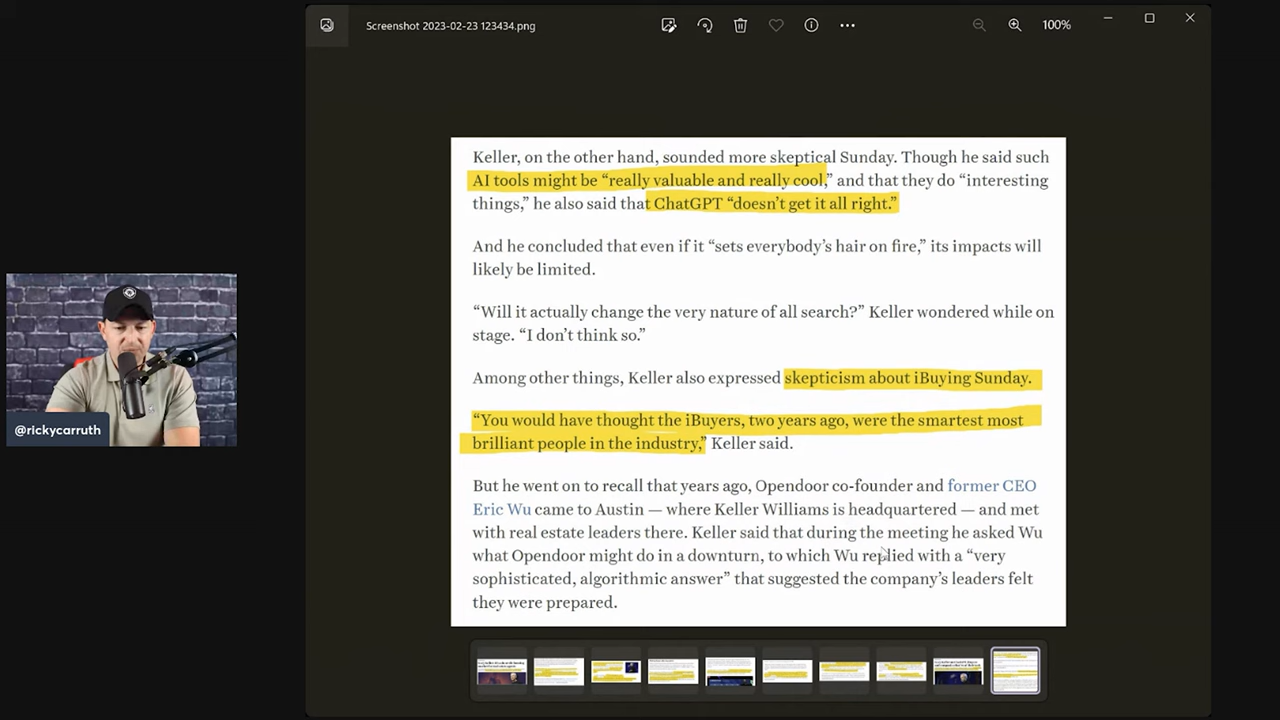 Screenshot 2023-02-23 123434.png
100%
Keller, on the other hand, sounded more skeptical Sunday. Though he said such
AI tools might be “really valuable and really cool,” and that they do “interesting
things,” he also said that ChatGPT “doesn’t get it all right.”
And he concluded that even if it “sets everybody’s hair on fire,” its impacts will
likely be limited.
“Will it actually change the very nature of all search?” Keller wondered while on
stage. “I don’t think so.”
Among other things, Keller also expressed skepticism about iBuying Sunday.
“You would have thought the iBuyers, two years ago, were the smartest most
brilliant people in the industry,” Keller said.
But he went on to recall that years ago, Opendoor co-founder and former CEO
Eric Wu came to Austin — where Keller Williams is headquartered — and met
with real estate leaders there. Keller said that during the meeting he asked Wu
what Opendoor might do in a downturn, to which Wu replied with a “very
sophisticated, algorithmic answer” that suggested the company’s leaders felt
they were prepared.
@rickycarruth